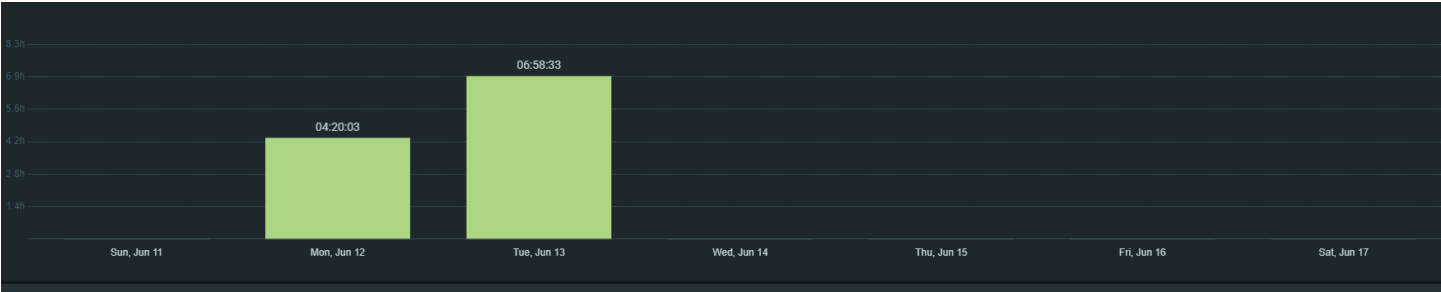 8.3h
06:58:33
6.9h
5.6h
04:20:03
4.2h
2.8h
1.4h
Sun, Jun 11 Mon, Jun 12 Tue, Jun 13 Wed, Jun 14 Thu, Jun 15 Fri, Jun 16 Sat, Jun 17